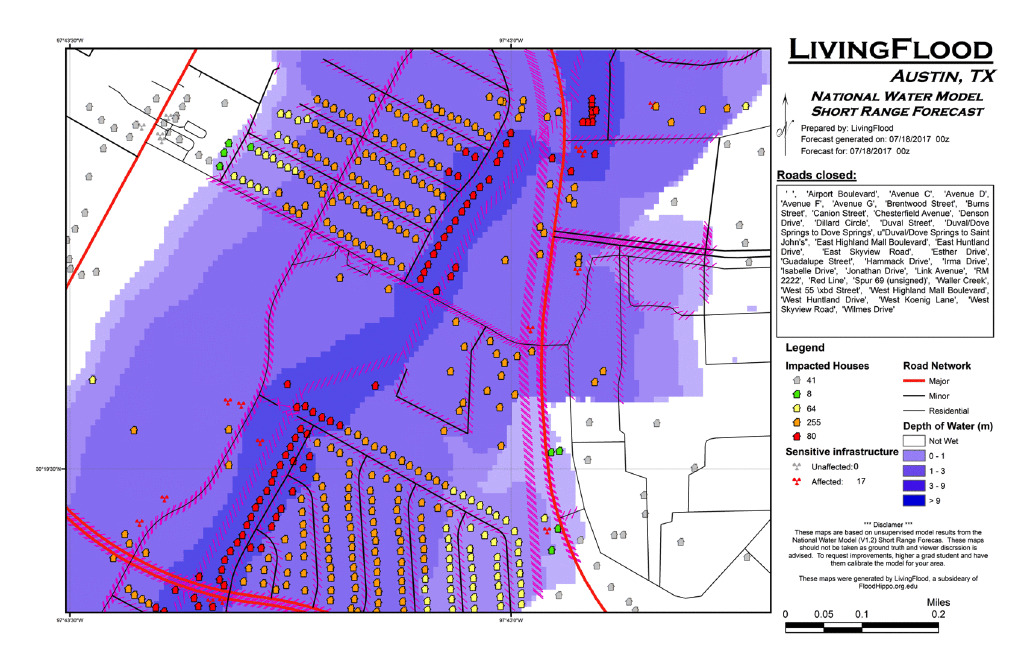 97°43'30"W
97°43'0"W
LIVINGFLOOD
AUSTIN, TX
NATIONAL WATER MODEL
SHORT RANGE FORECAST
Prepared by: LivingFlood
Forecast generated on: 07/18/2017 00z
Forecast for: 07/18/2017 00z
Roads closed:
' ', 'Airport Boulevard', 'Avenue C', 'Avenue D',
'Avenue F', 'Avenue G', 'Brentwood Street', 'Burns
Street', 'Canion Street', 'Chesterfield Avenue', 'Denson
Drive', 'Dillard Circle', 'Duval Street', 'Duval/Dove
Springs to Dove Springs', u"Duval/Dove Springs to Saint
John's", 'East Highland Mall Boulevard', 'East Huntland
Drive', 'East Skyview Road', 'Esther Drive',
'Guadalupe Street', 'Hammack Drive', 'Irma Drive',
'Isabelle Drive', 'Jonathan Drive', 'Link Avenue', 'RM
2222', 'Red Line', 'Spur 69 (unsigned)', 'Waller Creek',
'West 55 \xbd Street', 'West Highland Mall Boulevard',
'West Huntland Drive', 'West Koenig Lane', 'West
Skyview Road', 'Wilmes Drive'
Legend
Impacted Houses
41
8
64
255
80
Sensitive infrastructure
Unaffected: 0
Affected: 17
Road Network
Major
Minor
Residential
Depth of Water (m)
Not Wet
0 - 1
1 - 3
3 - 9
> 9
30°19'30"N
*** Disclamer ***
These maps are based on unsupervised model results from the
National Water Model (V1.2) Short Range Forecas. These maps
should not be taken as ground truth and viewer discrssion is
advised. To request improvements, higher a grad student and have
them calibrate the model for your area.
These maps were generated by LivingFlood, a subsideary of
FloodHippo.org.edu
Miles
0 0.05 0.1 0.2
97°43'30"W
97°43'0"W